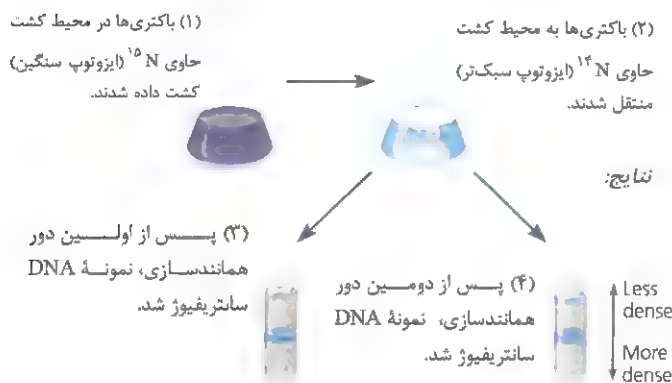 (۱) باکتری‌ها در محیط کشت
حاوی ۱۵N (ایزوتوپ سنگین)
کشت داده شدند.
(۲) باکتری‌ها به محیط کشت
حاوی ۱۴N (ایزوتوپ سبک‌تر)
منتقل شدند.
نتایج:
(۳) پس از اولین دور
همانندسازی، نمونهٔ DNA
سانتریفیوژ شد.
(۴) پس از دومین دور
همانندسازی، نمونهٔ DNA
سانتریفیوژ شد.
Less
dense
More
dense